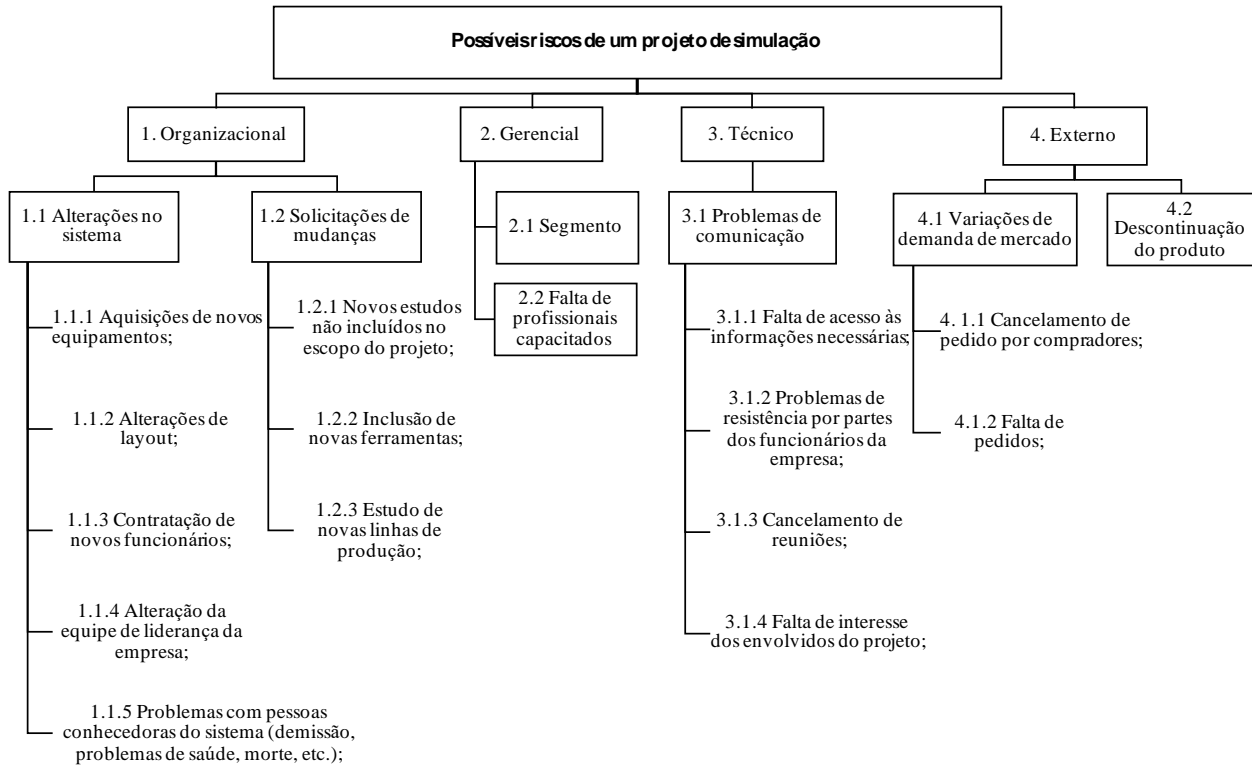 Possíveis riscos de um projeto de simulação
1. Organizacional
2. Gerencial
3. Técnico
4. Externo
1.1 Alterações no
sistema
1.2 Solicitações de
mudanças
2.1 Segmento
3.1 Problemas de
comunicação
4.1 Variações de
demanda de mercado
4.2
Descontinuação
do produto
1.1.1 Aquisições de novos
equipamentos;
1.2.1 Novos estudos
não incluídos no
escopo do projeto;
2.2 Falta de
profissionais
capacitados
3.1.1 Falta de acesso às
informações necessárias;
4. 1.1 Cancelamento de
pedido por compradores;
1.1.2 Alterações de
layout;
1.2.2 Inclusão de
novas ferramentas;
3.1.2 Problemas de
resistência por partes
dos funcionários da
empresa;
4.1.2 Falta de
pedidos;
1.1.3 Contratação de
novos funcionários;
1.2.3 Estudo de
novas linhas de
produção;
3.1.3 Cancelamento de
reuniões;
1.1.4 Alteração da
equipe de liderança da
empresa;
3.1.4 Falta de interesse
dos envolvidos do projeto;
1.1.5 Problemas com pessoas
conhecedoras do sistema (demissão,
problemas de saúde, morte, etc.);